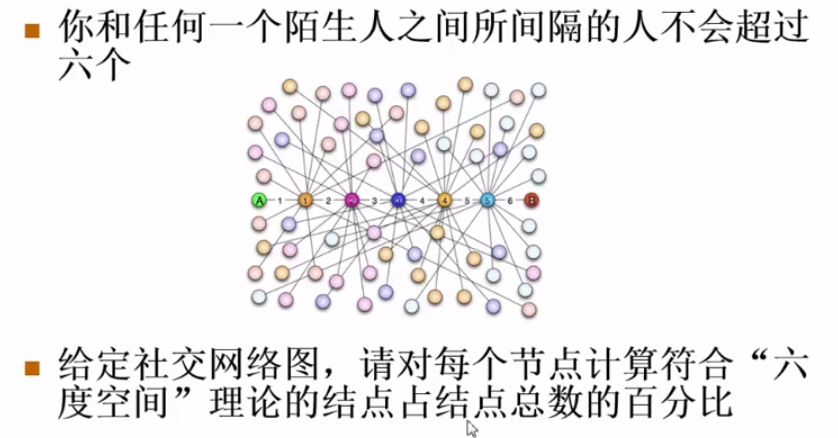 你和任何一个陌生人之间所间隔的人不会超过
六个
A 1 1 2 2 3 3 4 4 5 5 6 B
给定社交网络图，请对每个节点计算符合“六
度空间”理论的结点占结点总数的百分比